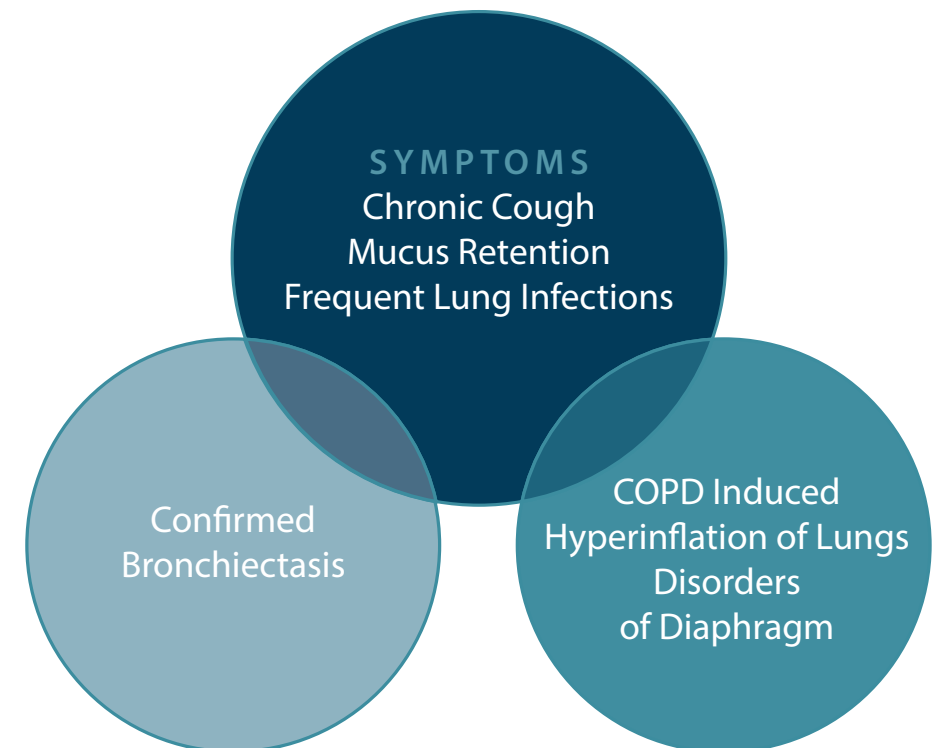 SYMPTOMS
Chronic Cough
Mucus Retention
Frequent Lung Infections
Confirmed
Bronchiectasis
COPD Induced
Hyperinflation of Lungs
Disorders
of Diaphragm